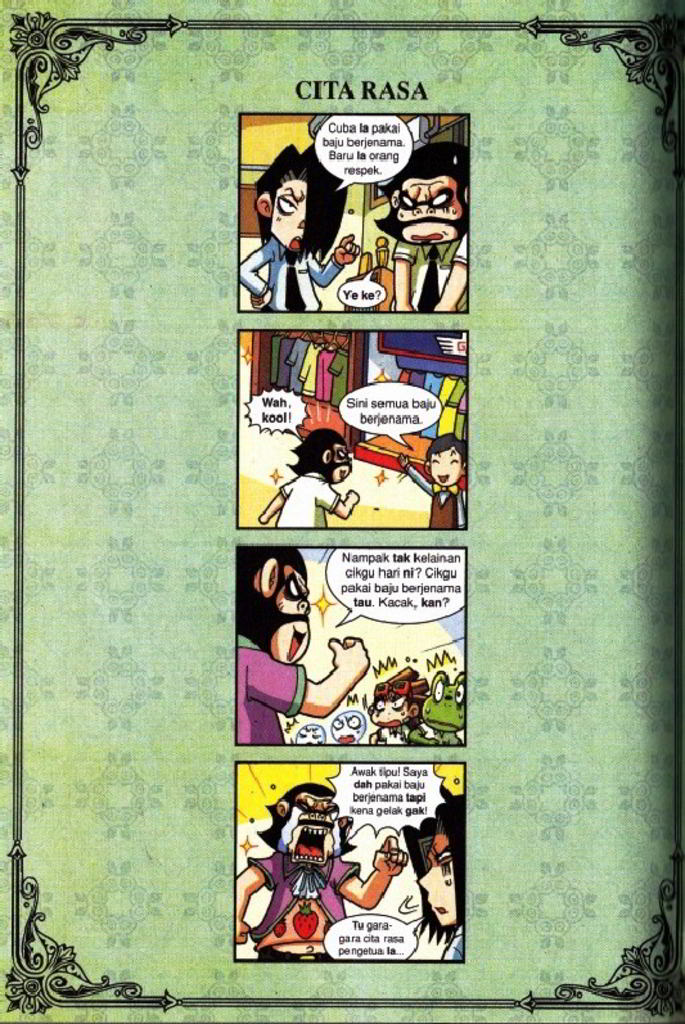 CITA RASA
Cuba la pakai
baju berjenama.
Baru la orang
respek.
Ye ke?
Wah,
kool!
Sini semua baju
berjenama.
Nampak tak kelainan
cikgu hari ni? Cikgu
pakai baju berjenama
tau. Kacak, kan?
Awak tipu! Saya
dah pakai baju
berjenama tapi
kena gelak gak!
Tu gara-
gara cita rasa
pengetua la...